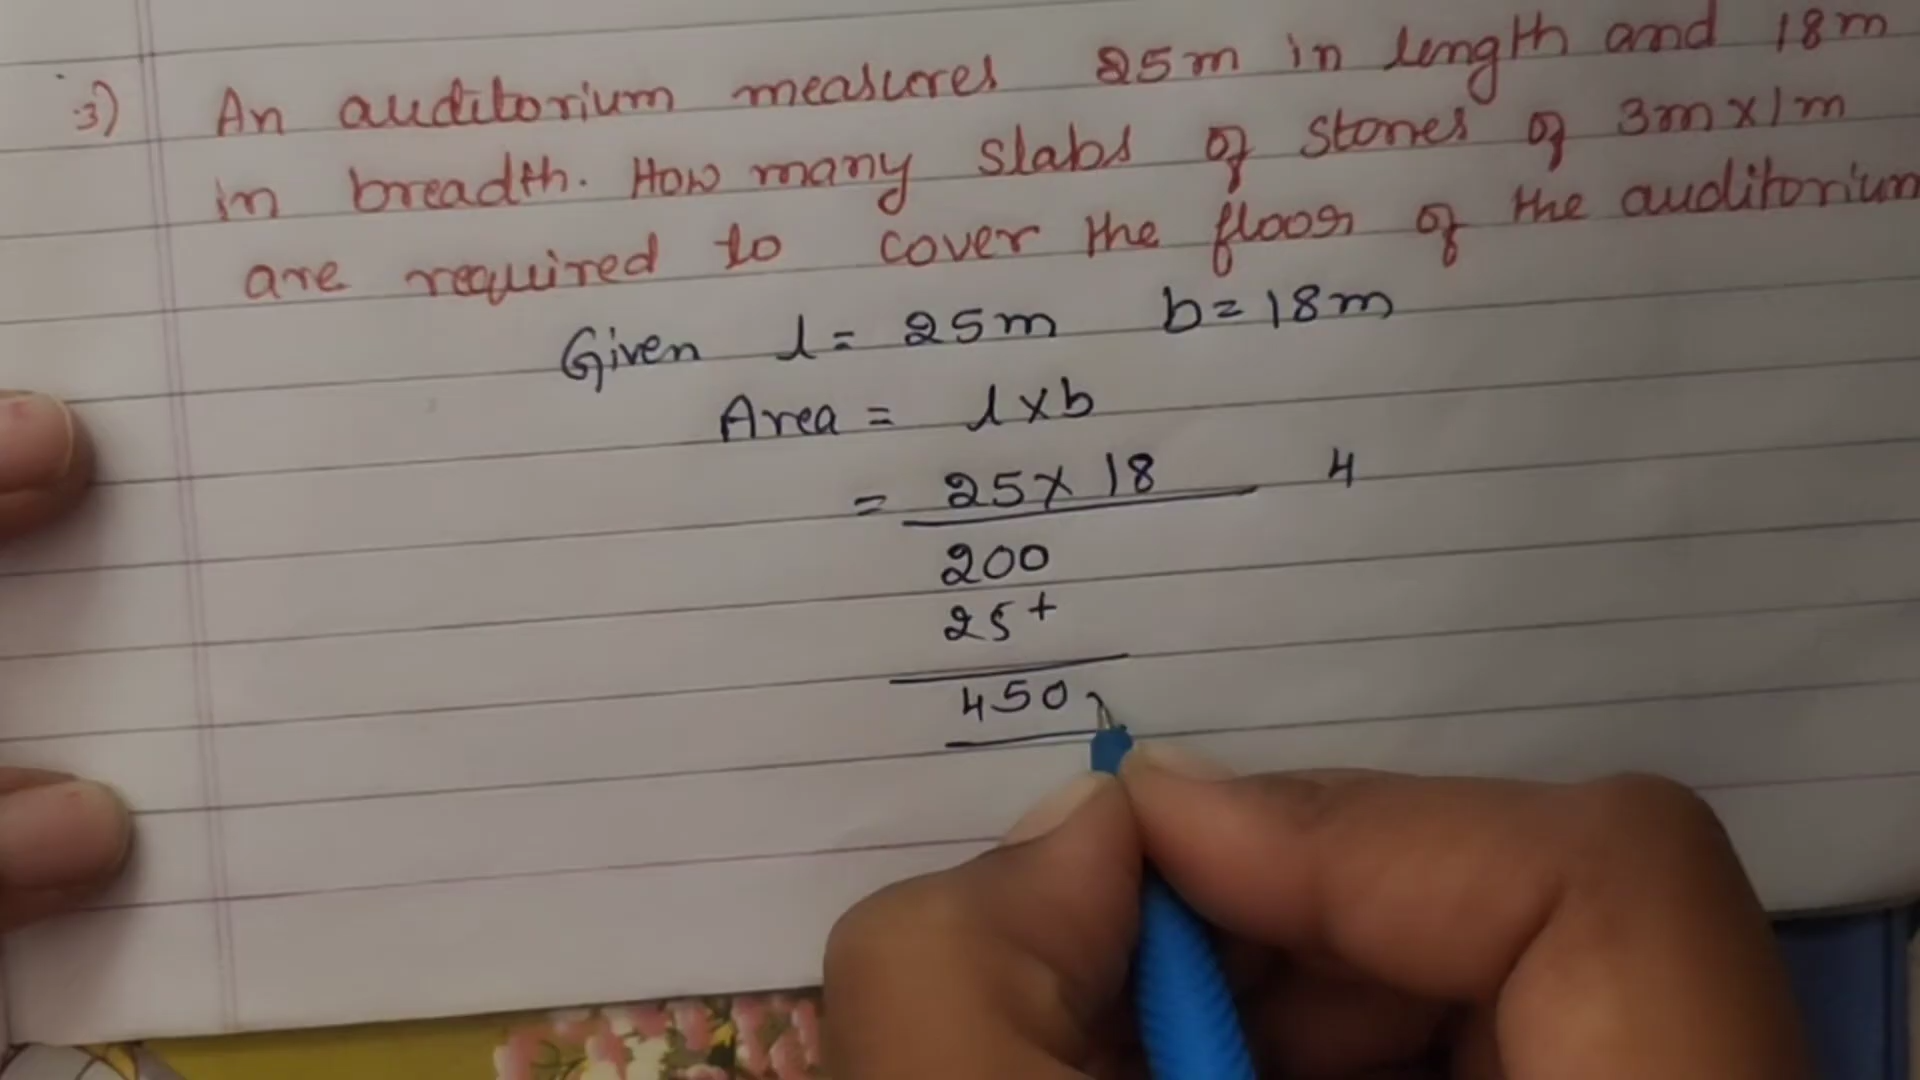 3) An auditorium measures 25m in length and 18m
in breadth. How many slabs of stones of 3m x 1m
are required to cover the floor of the auditorium
Given l = 25m b = 18m
Area = l x b
= 25 x 18 4
200
25+
450